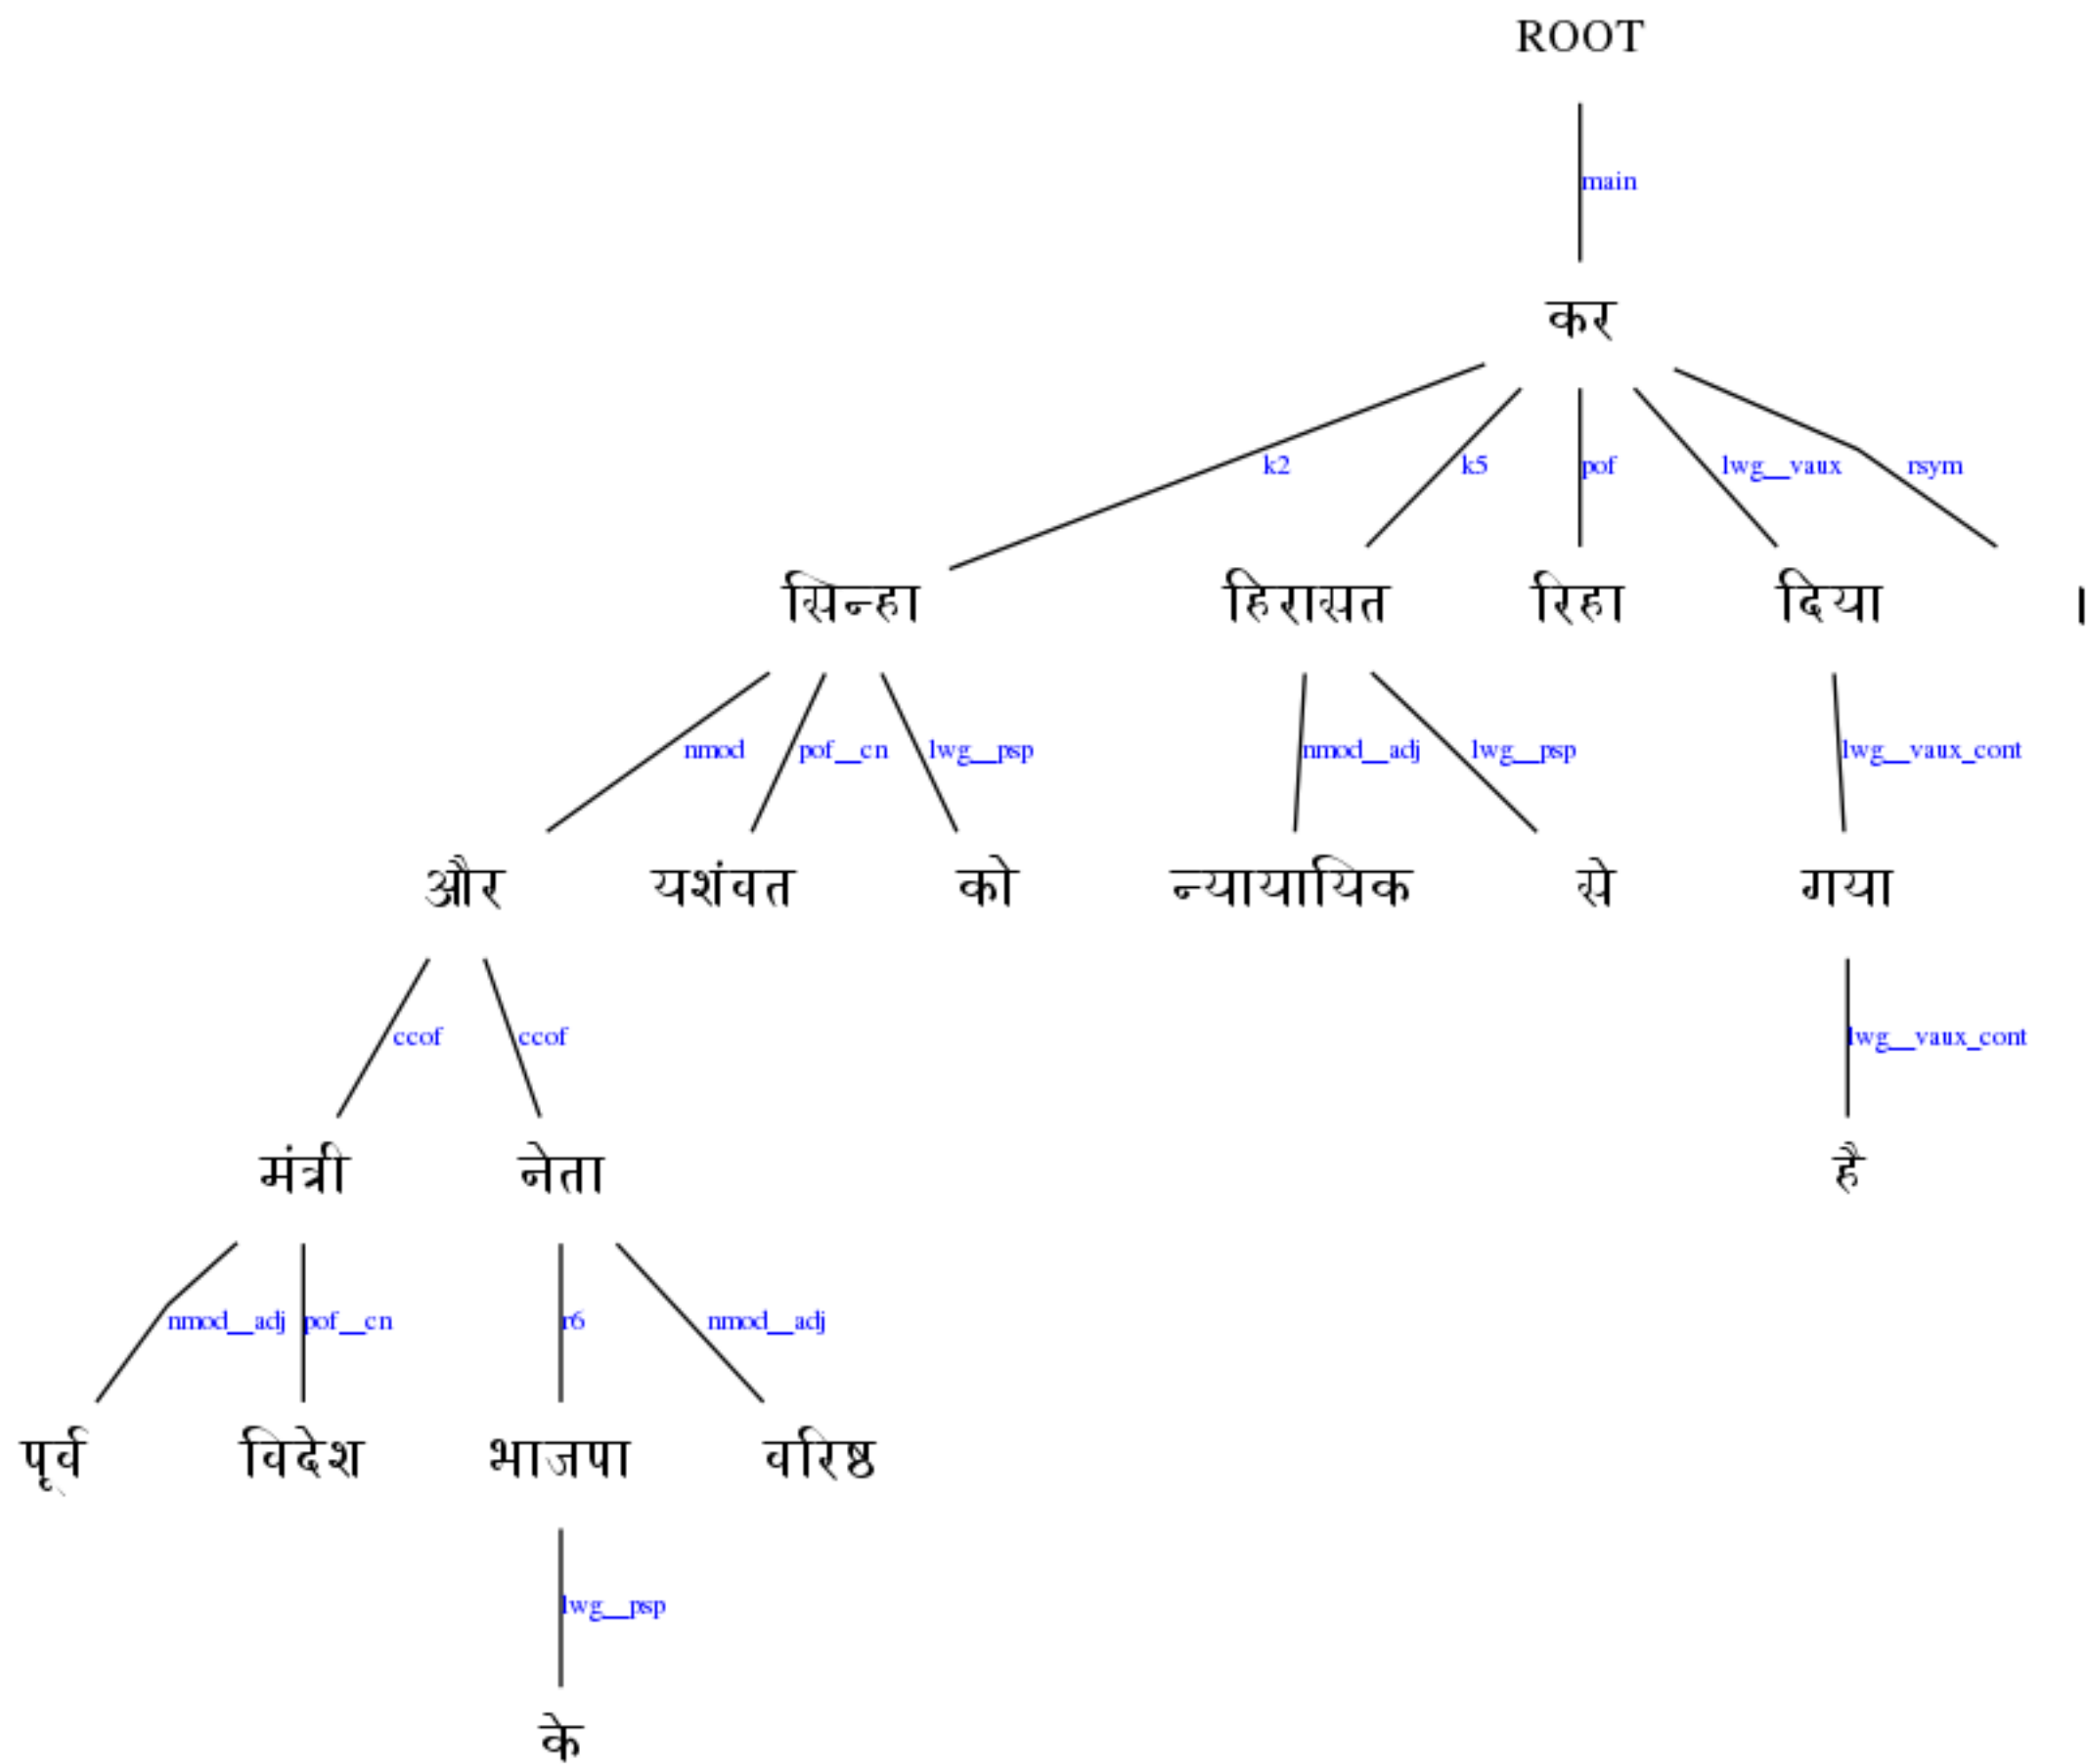 ROOT
main
कर
k2 k5 pof lwg__vaux rsym
सिन्हा हिरासत रिहा दिया ।
nmod pof__cn lwg__psp nmod__adj lwg__psp lwg__vaux_cont
और यशंवत को न्यायायिक से गया
ccof ccof lwg__vaux_cont
मंत्री नेता है
nmod__adj pof__cn r6 nmod__adj
पूर्व विदेश भाजपा वरिष्ठ
lwg__psp
के